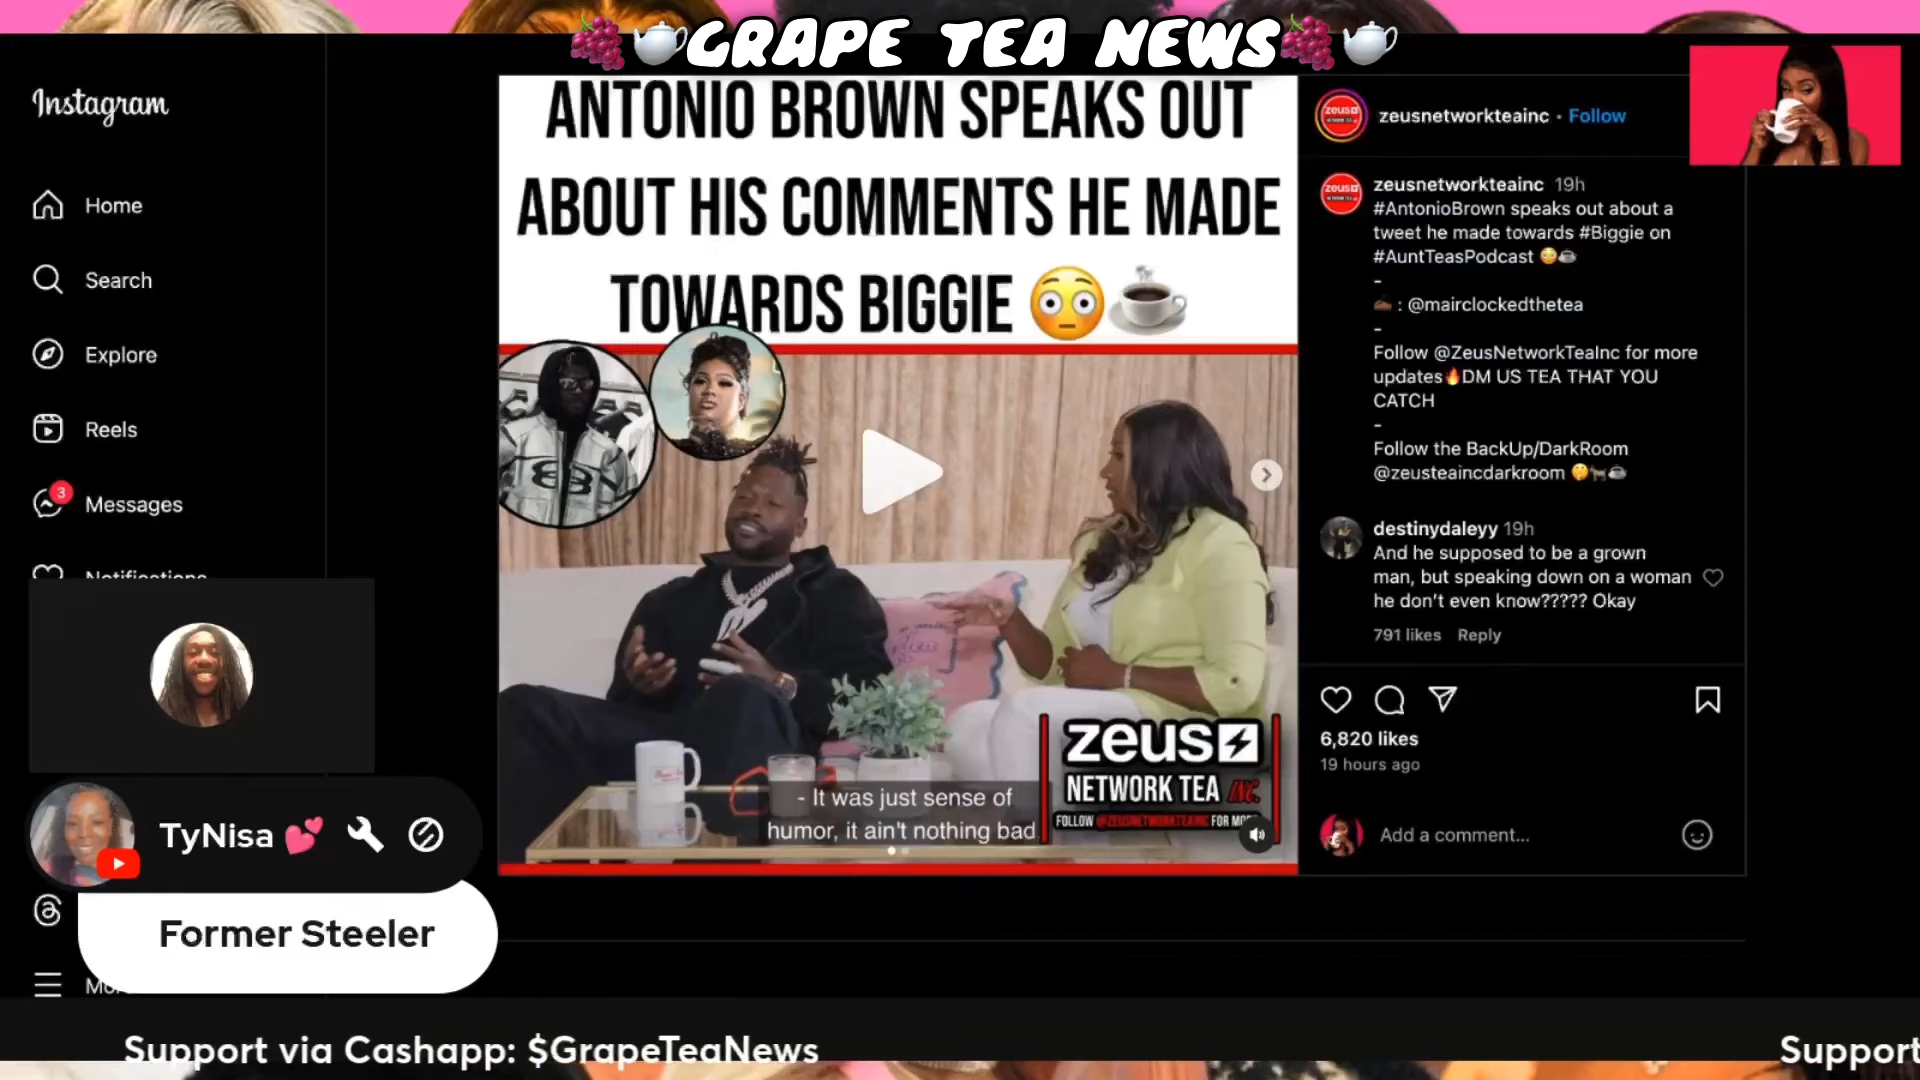 GRAPE TEA NEWS
Instagram
Home
Search
Explore
Reels
3
Messages
Notifications
TyNisa
Former Steeler
ANTONIO BROWN SPEAKS OUT
ABOUT HIS COMMENTS HE MADE
TOWARDS BIGGIE 😳☕
- It was just sense of
humor, it ain't nothing bad
zeus
NETWORK TEA INC.
FOLLOW @ZEUSNETWORKTEAINC FOR MO
zeusnetworkteainc · Follow
zeusnetworkteainc 19h
#AntonioBrown speaks out about a
tweet he made towards #Biggie on
#AuntTeasPodcast 😳☕
-
✍🏾 : @mairclockedthetea
-
Follow @ZeusNetworkTeaInc for more
updates🔥DM US TEA THAT YOU
CATCH
-
Follow the BackUp/DarkRoom
@zeusteaincdarkroom
destinydaleyy 19h
And he supposed to be a grown
man, but speaking down on a woman
he don't even know????? Okay
791 likes Reply
6,820 likes
19 hours ago
Add a comment...
Support via Cashapp: $GrapeTeaNews
Support